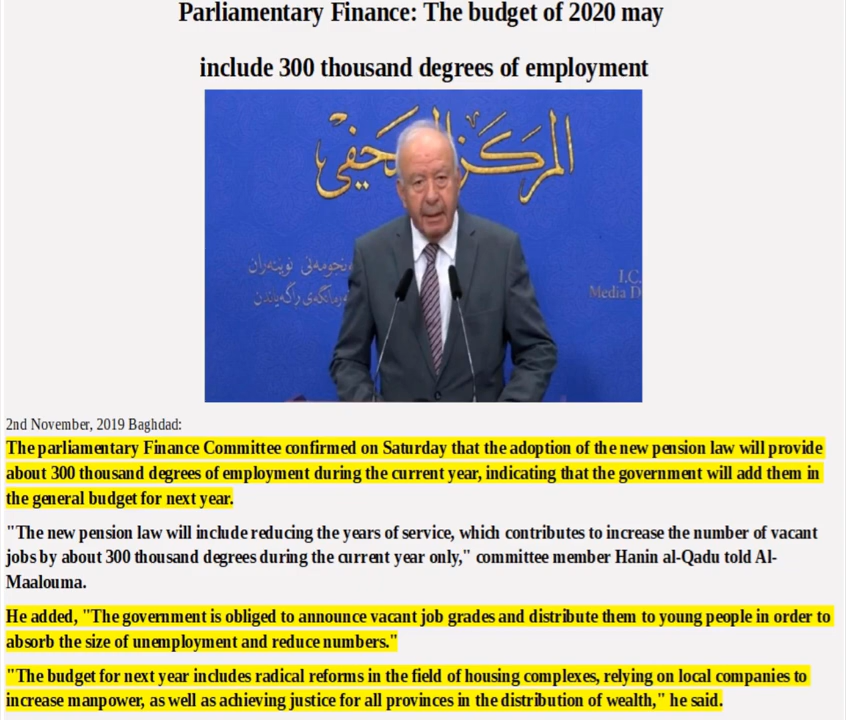 Parliamentary Finance: The budget of 2020 may
include 300 thousand degrees of employment
المركز الصحفي
نجومەنی نوینەران
رمانگەی راگەیاندن
I.C.
Media D
2nd November, 2019 Baghdad:
The parliamentary Finance Committee confirmed on Saturday that the adoption of the new pension law will provide
about 300 thousand degrees of employment during the current year, indicating that the government will add them in
the general budget for next year.
"The new pension law will include reducing the years of service, which contributes to increase the number of vacant
jobs by about 300 thousand degrees during the current year only," committee member Hanin al-Qadu told Al-
Maalouma.
He added, "The government is obliged to announce vacant job grades and distribute them to young people in order to
absorb the size of unemployment and reduce numbers."
"The budget for next year includes radical reforms in the field of housing complexes, relying on local companies to
increase manpower, as well as achieving justice for all provinces in the distribution of wealth," he said.